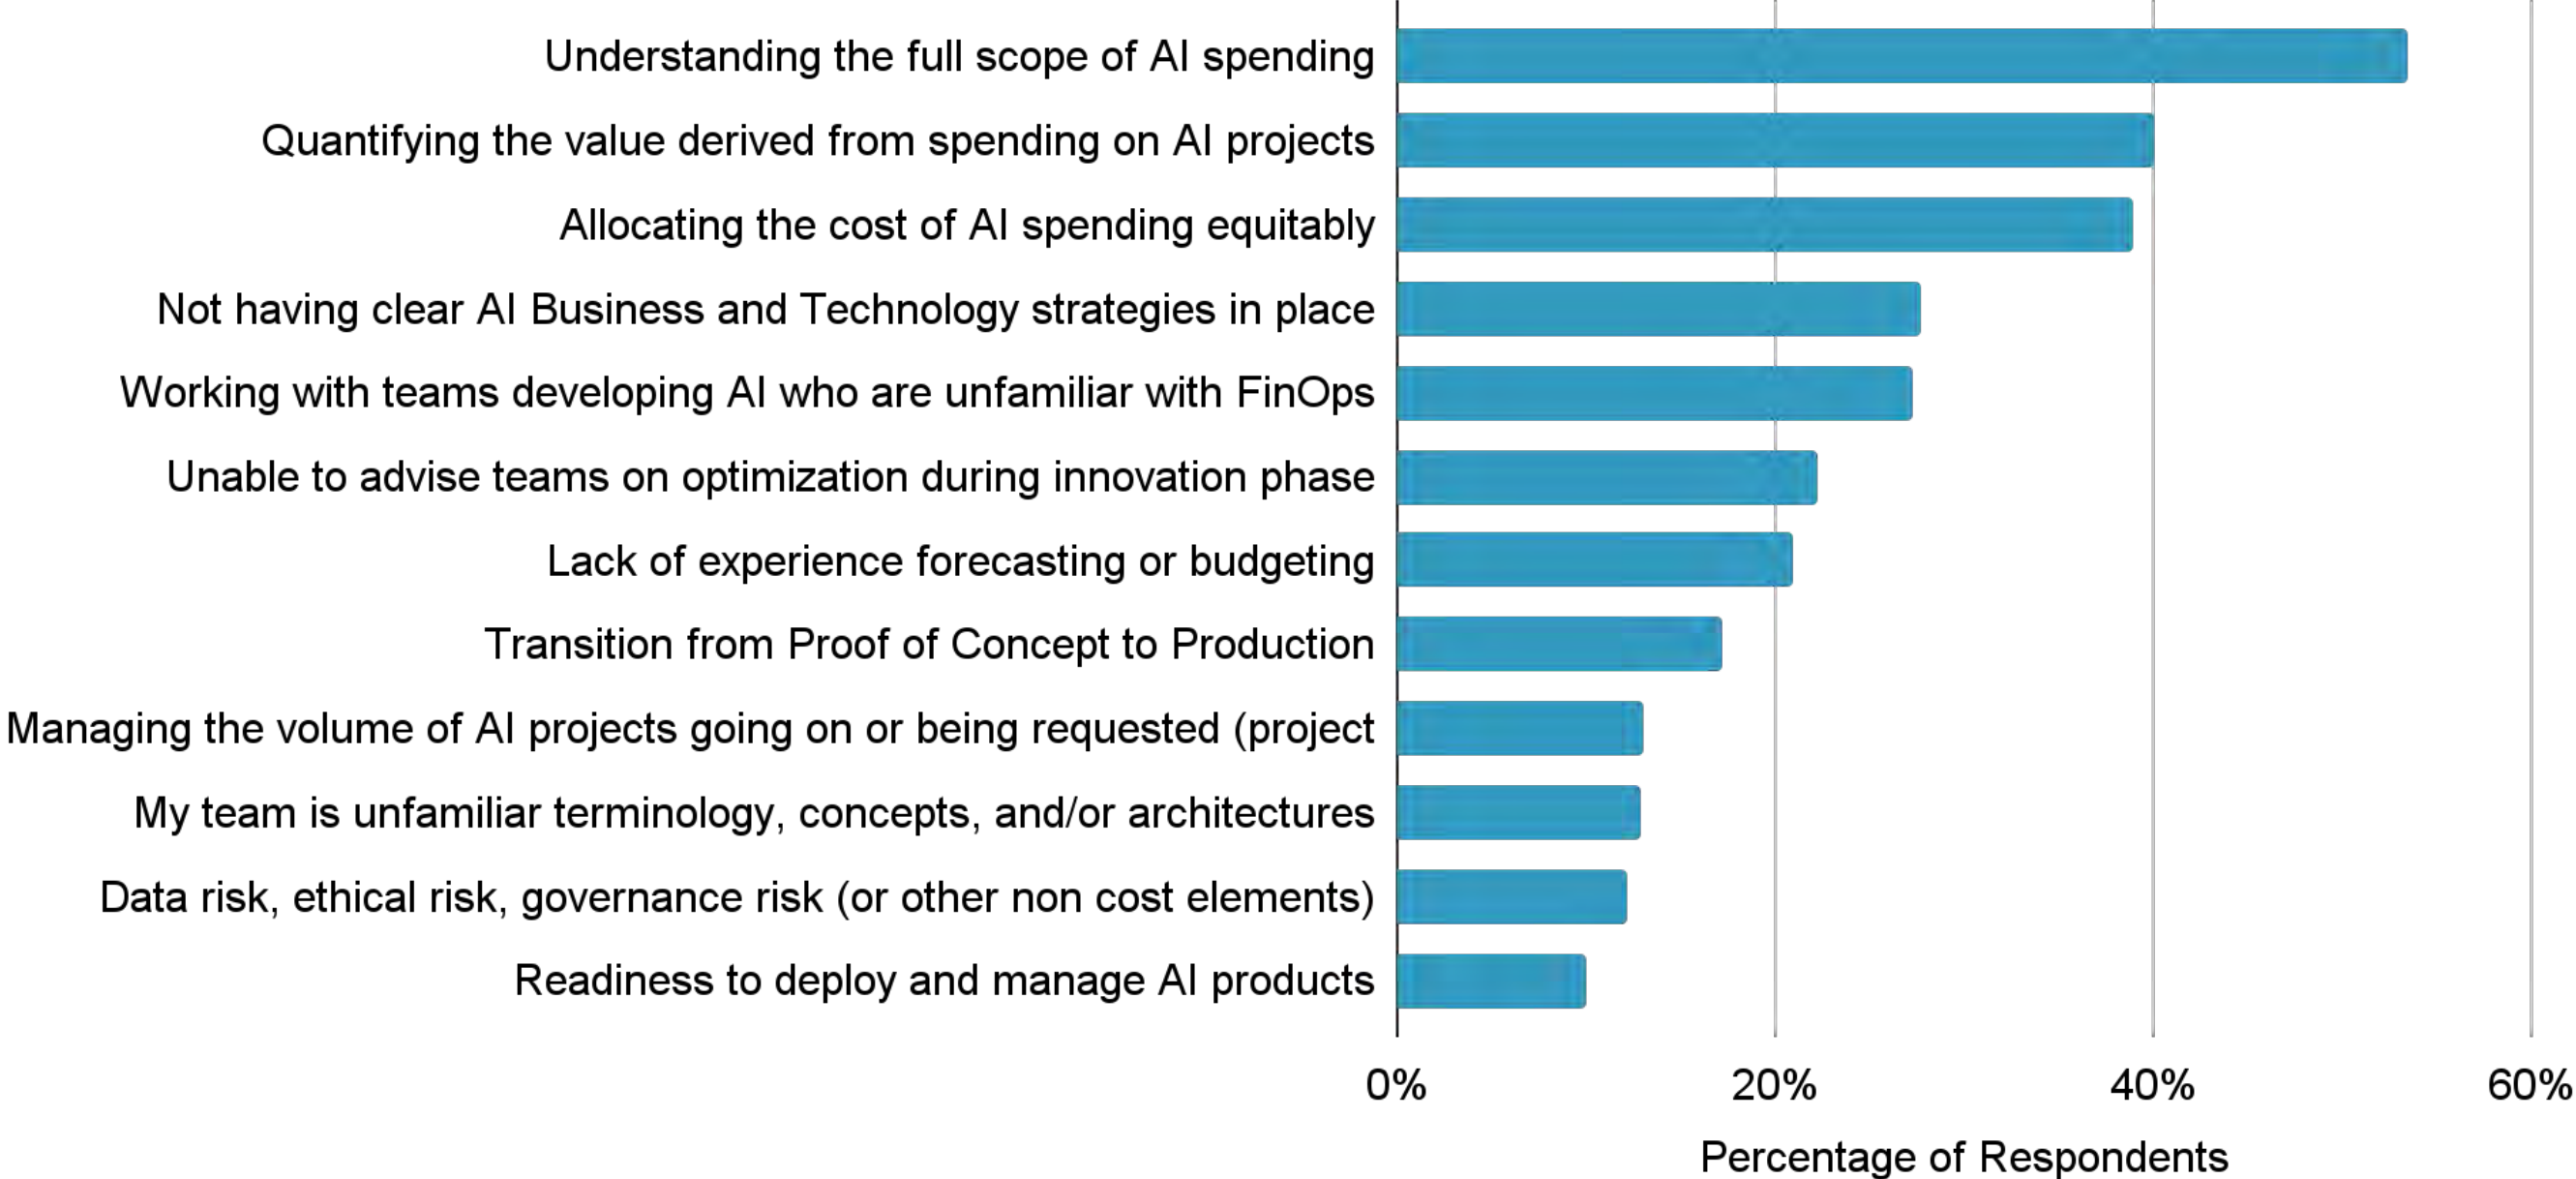 Understanding the full scope of AI spending
Quantifying the value derived from spending on AI projects
Allocating the cost of AI spending equitably
Not having clear AI Business and Technology strategies in place
Working with teams developing AI who are unfamiliar with FinOps
Unable to advise teams on optimization during innovation phase
Lack of experience forecasting or budgeting
Transition from Proof of Concept to Production
Managing the volume of AI projects going on or being requested (project
My team is unfamiliar terminology, concepts, and/or architectures
Data risk, ethical risk, governance risk (or other non cost elements)
Readiness to deploy and manage AI products
0% 20% 40% 60%
Percentage of Respondents